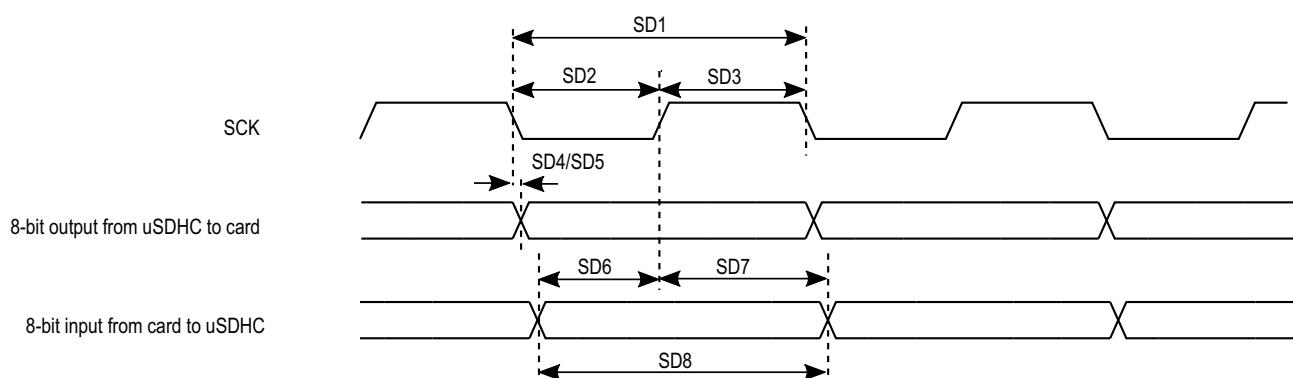 SD1
SD2
SD3
SCK
SD4/SD5
8-bit output from uSDHC to card
SD6
SD7
8-bit input from card to uSDHC
SD8